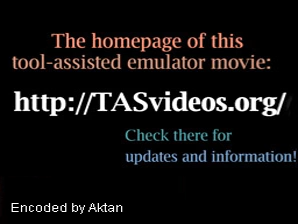 The homepage of this
tool-assisted emulator movie:
http://TASvideos.org/
Check there for
updates and information!
Encoded by Aktan